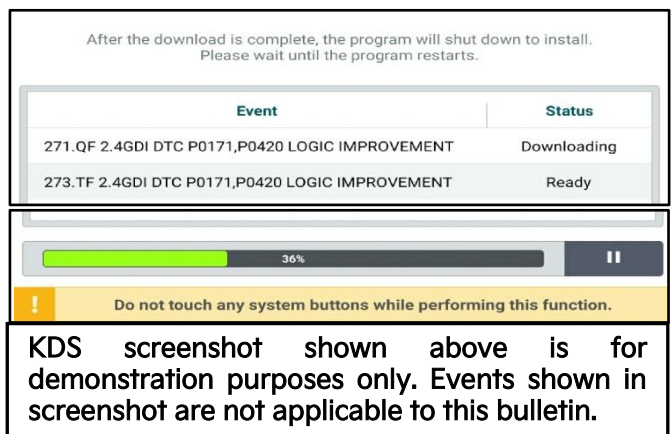 After the download is complete, the program will shut down to install.
Please wait until the program restarts.
Event Status
271.QF 2.4GDI DTC P0171,P0420 LOGIC IMPROVEMENT Downloading
273.TF 2.4GDI DTC P0171,P0420 LOGIC IMPROVEMENT Ready
36%
! Do not touch any system buttons while performing this function.
KDS screenshot shown above is for
demonstration purposes only. Events shown in
screenshot are not applicable to this bulletin.